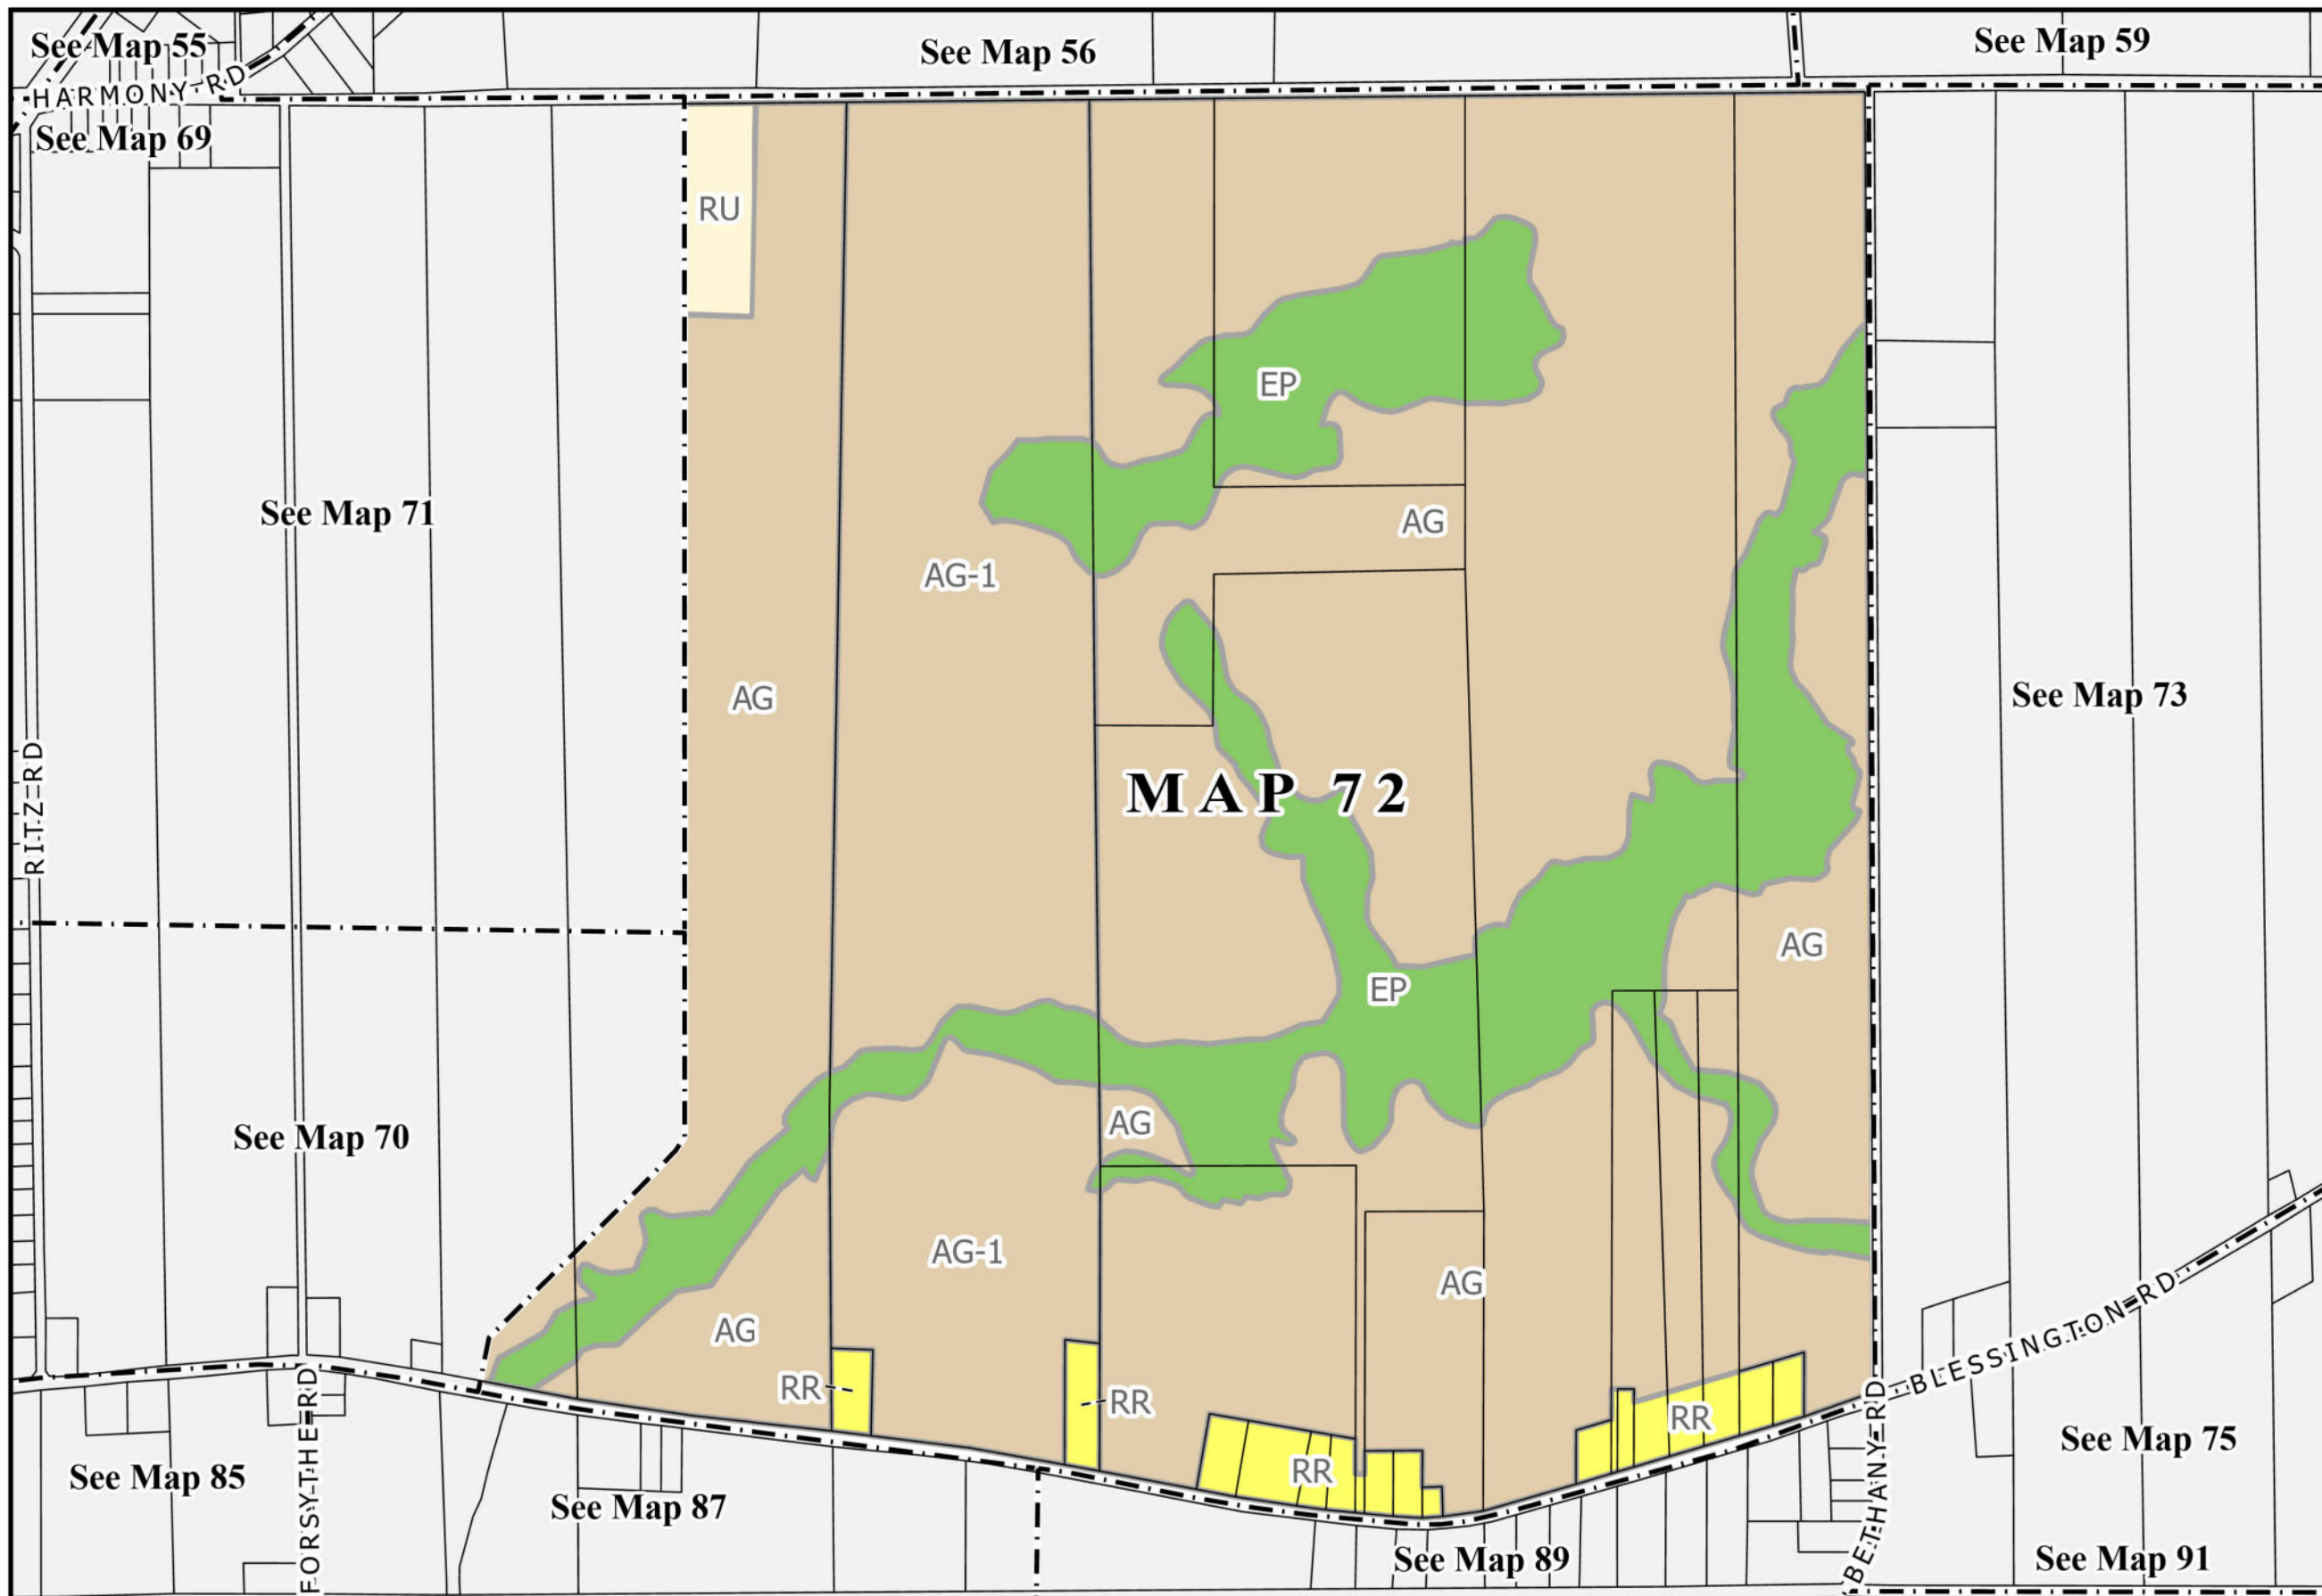 See Map 55
See Map 56
See Map 59
HARMONY RD
See Map 69
RU
EP
See Map 71
AG
AG-1
AG
See Map 73
RITZ RD
MAP 72
AG
EP
AG
See Map 70
AG-1
AG
AG
BLESSINGTON RD
RR
RR
RR
RR
FORSYTHE RD
BETHANY RD
See Map 85
See Map 87
See Map 75
See Map 89
See Map 91